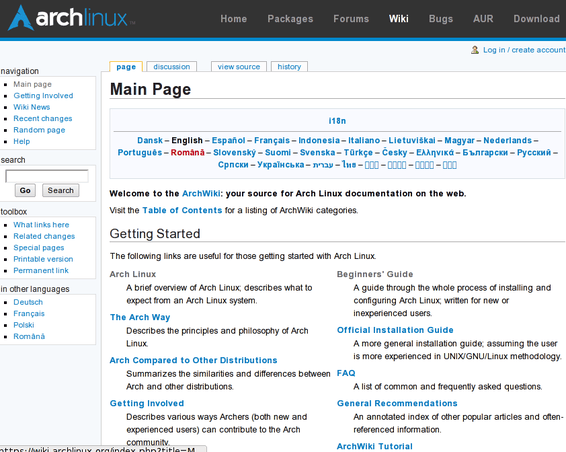 archlinux
Home Packages Forums Wiki Bugs AUR Download
Log in / create account
page discussion view source history
navigation
Main page
Getting Involved
Wiki News
Recent changes
Random page
Help
search
Go Search
toolbox
What links here
Related changes
Special pages
Printable version
Permanent link
in other languages
Deutsch
Français
Polski
Română
Main Page
i18n
Dansk – English – Español – Français – Indonesia – Italiano – Lietuviškai – Magyar – Nederlands –
Português – Română – Slovenský – Suomi – Svenska – Türkçe – Česky – Ελληνικά – Български – Русский –
Српски – Українська – עברית – ไทย –
Welcome to the ArchWiki: your source for Arch Linux documentation on the web.
Visit the Table of Contents for a listing of ArchWiki categories.
Getting Started
The following links are useful for those getting started with Arch Linux.
Arch Linux
A brief overview of Arch Linux; describes what to
expect from an Arch Linux system.
The Arch Way
Describes the principles and philosophy of Arch
Linux.
Arch Compared to Other Distributions
Summarizes the similarities and differences between
Arch and other distributions.
Getting Involved
Describes various ways Archers (both new and
experienced users) can contribute to the Arch
community.
Beginners' Guide
A guide through the whole process of installing and
configuring Arch Linux; written for new or
inexperienced users.
Official Installation Guide
A more general installation guide; assuming the user
is more experienced in UNIX/GNU/Linux methodology.
FAQ
A list of common and frequently asked questions.
General Recommendations
An annotated index of other popular articles and often-
referenced information.
ArchWiki Tutorial
https://wiki.archlinux.org/index.php?title=M...